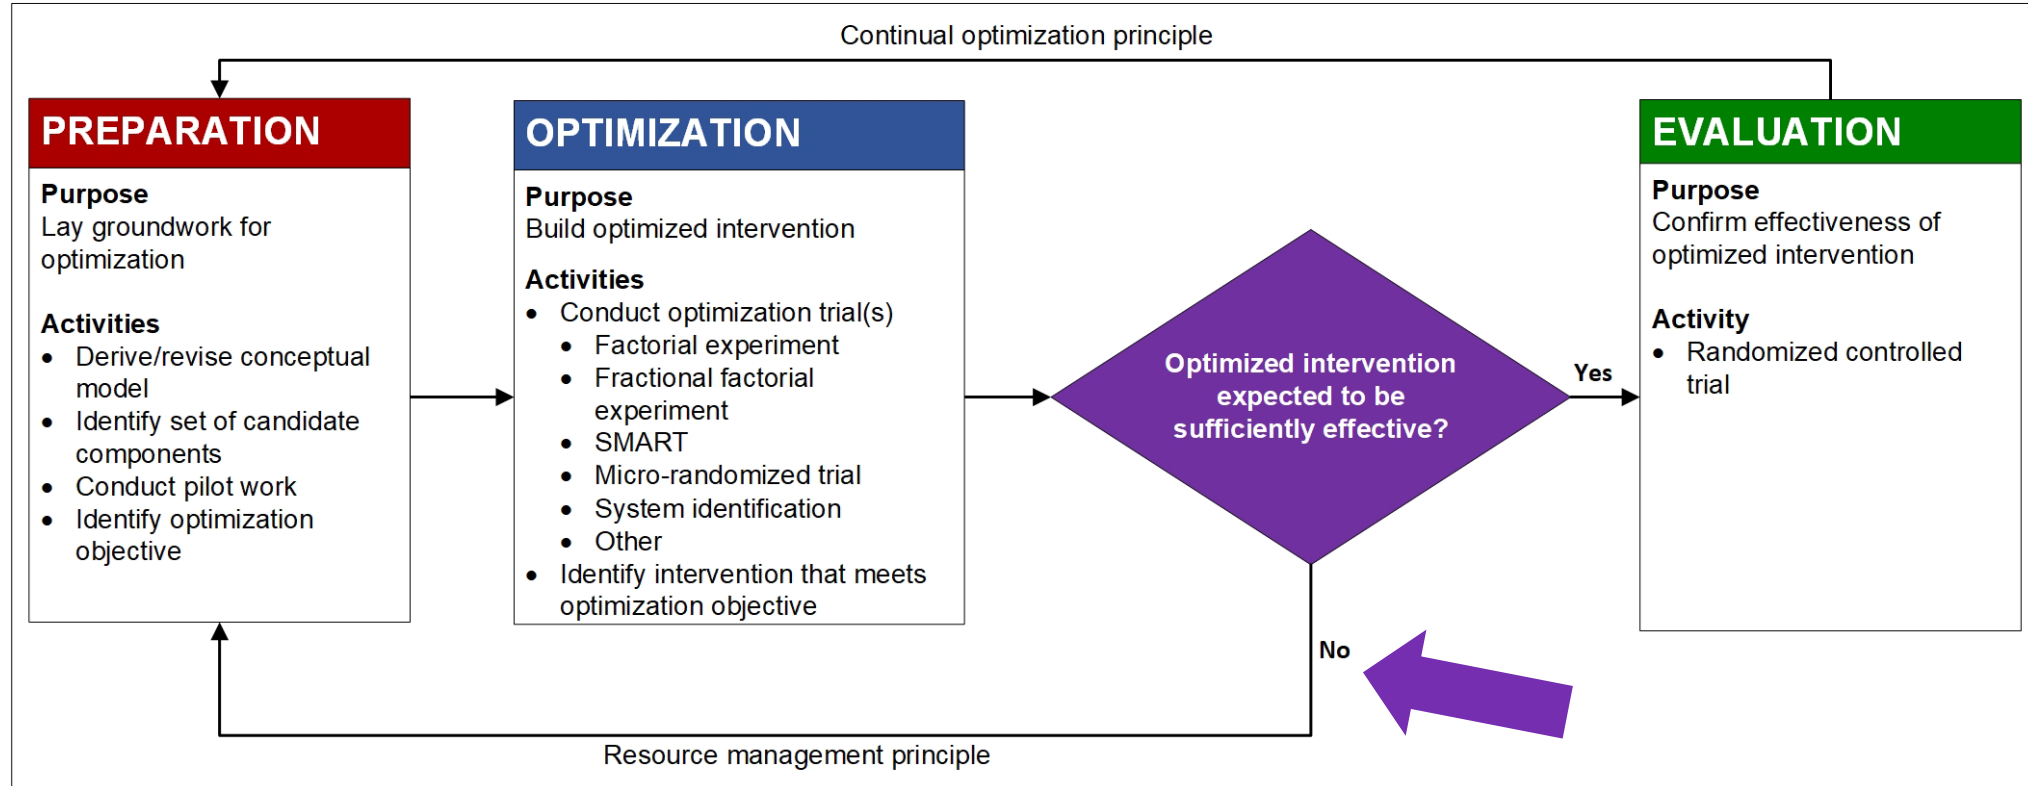 Continual optimization principle
PREPARATION
Purpose
Lay groundwork for
optimization
Activities
• Derive/revise conceptual
model
• Identify set of candidate
components
• Conduct pilot work
• Identify optimization
objective
OPTIMIZATION
Purpose
Build optimized intervention
Activities
• Conduct optimization trial(s)
• Factorial experiment
• Fractional factorial
experiment
• SMART
• Micro-randomized trial
• System identification
• Other
• Identify intervention that meets
optimization objective
Optimized intervention
expected to be
sufficiently effective?
Yes
No
EVALUATION
Purpose
Confirm effectiveness of
optimized intervention
Activity
• Randomized controlled
trial
Resource management principle